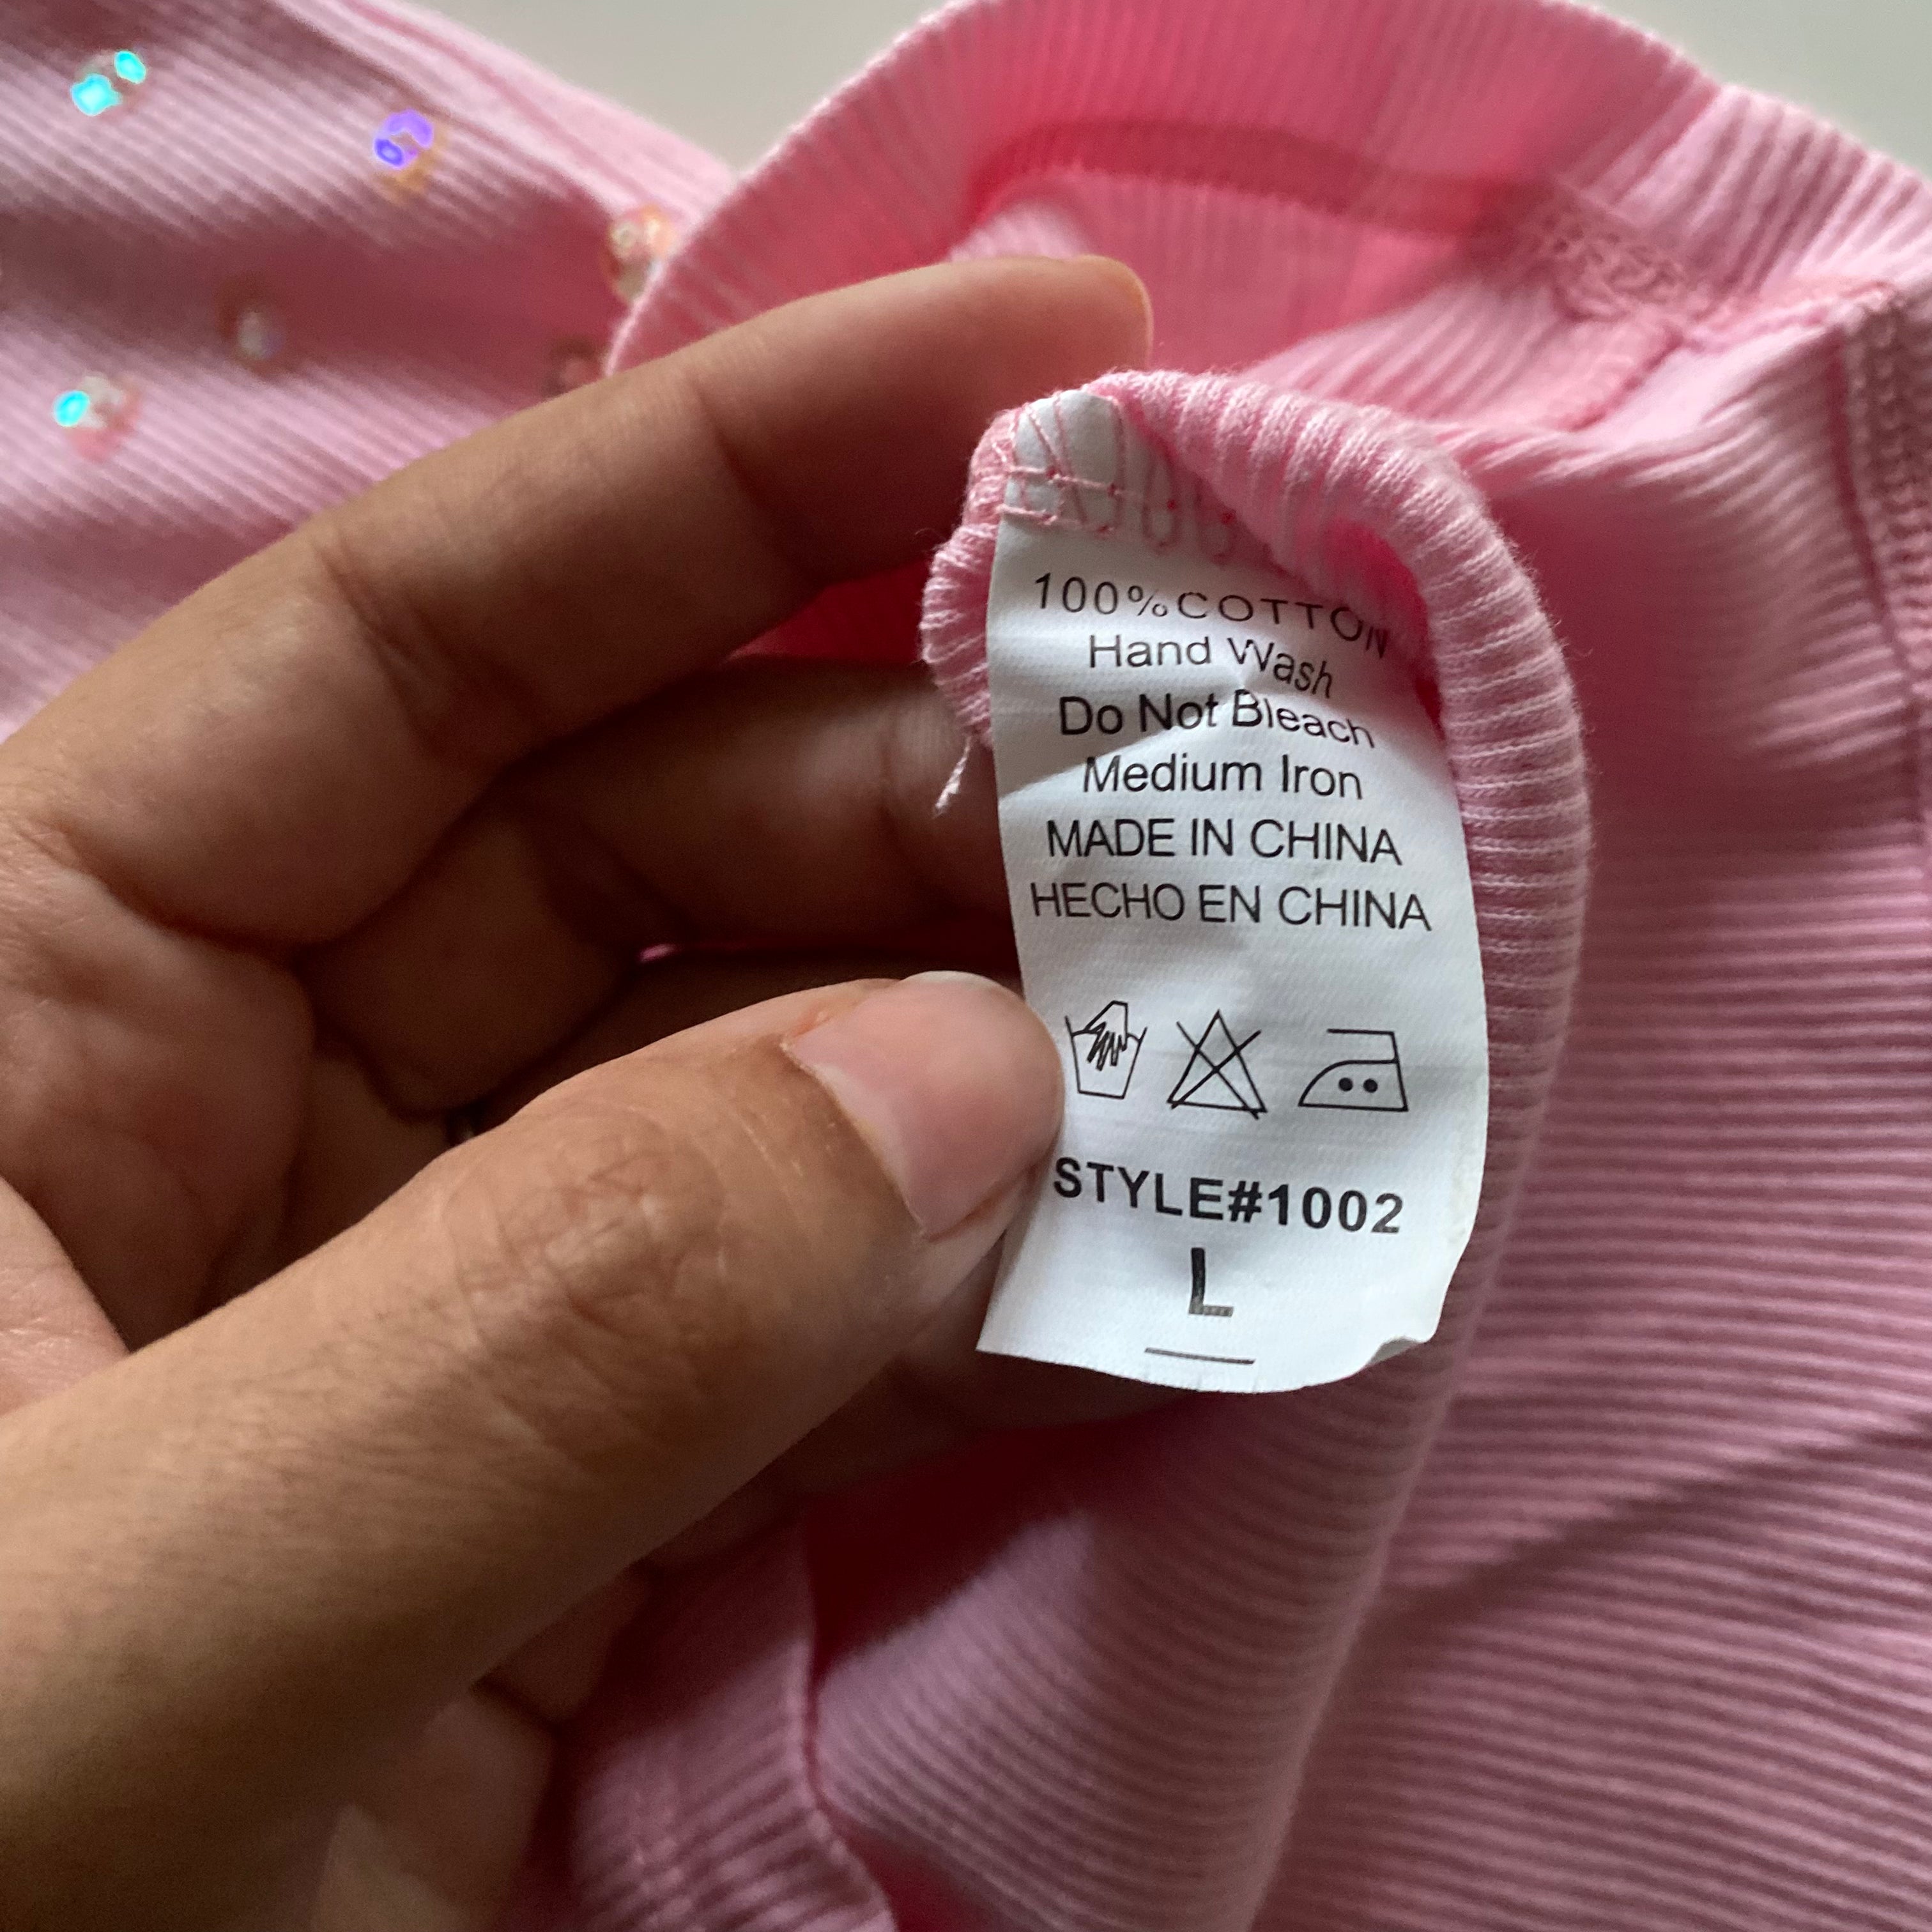 100%COTTON
Hand Wash
Do Not Bleach
Medium Iron
MADE IN CHINA
HECHO EN CHINA
STYLE#1002
L